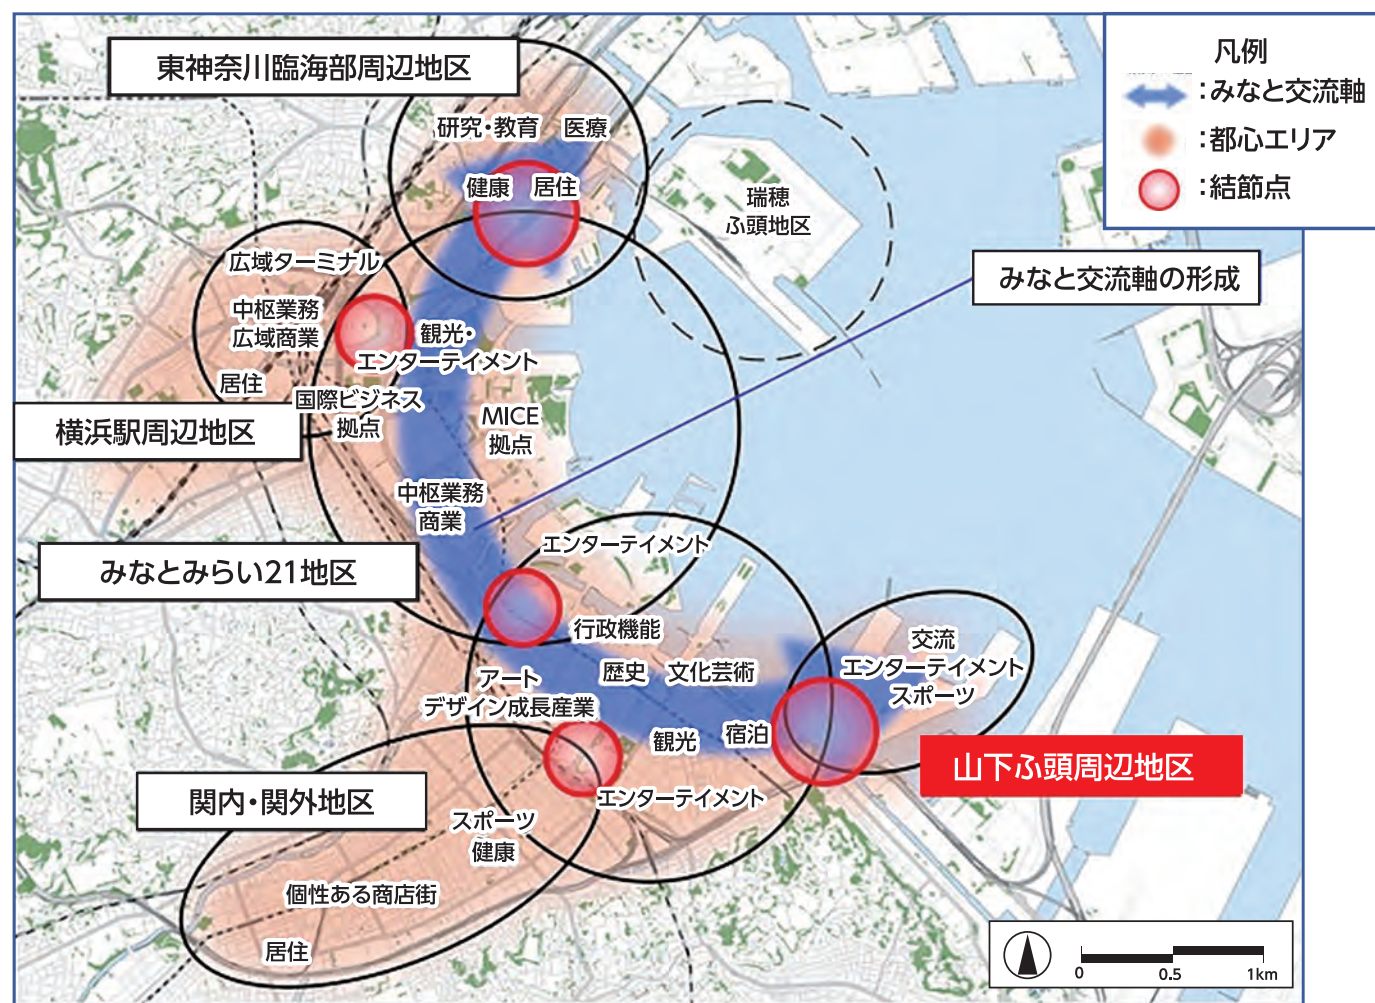 東神奈川臨海部周辺地区
凡例
:みなと交流軸
:都心エリア
:結節点
研究・教育 医療
健康 居住
瑞穂
ふ頭地区
みなと交流軸の形成
広域ターミナル
中枢業務
広域商業
居住
観光・
エンターテイメント
国際ビジネス
拠点
MICE
拠点
横浜駅周辺地区
中枢業務
商業
みなとみらい21地区
エンターテイメント
行政機能
歴史 文化芸術
アート
デザイン成長産業
観光
宿泊
交流
エンターテイメント
スポーツ
山下ふ頭周辺地区
関内・関外地区
エンターテイメント
スポーツ
健康
個性ある商店街
居住
0 0.5 1km